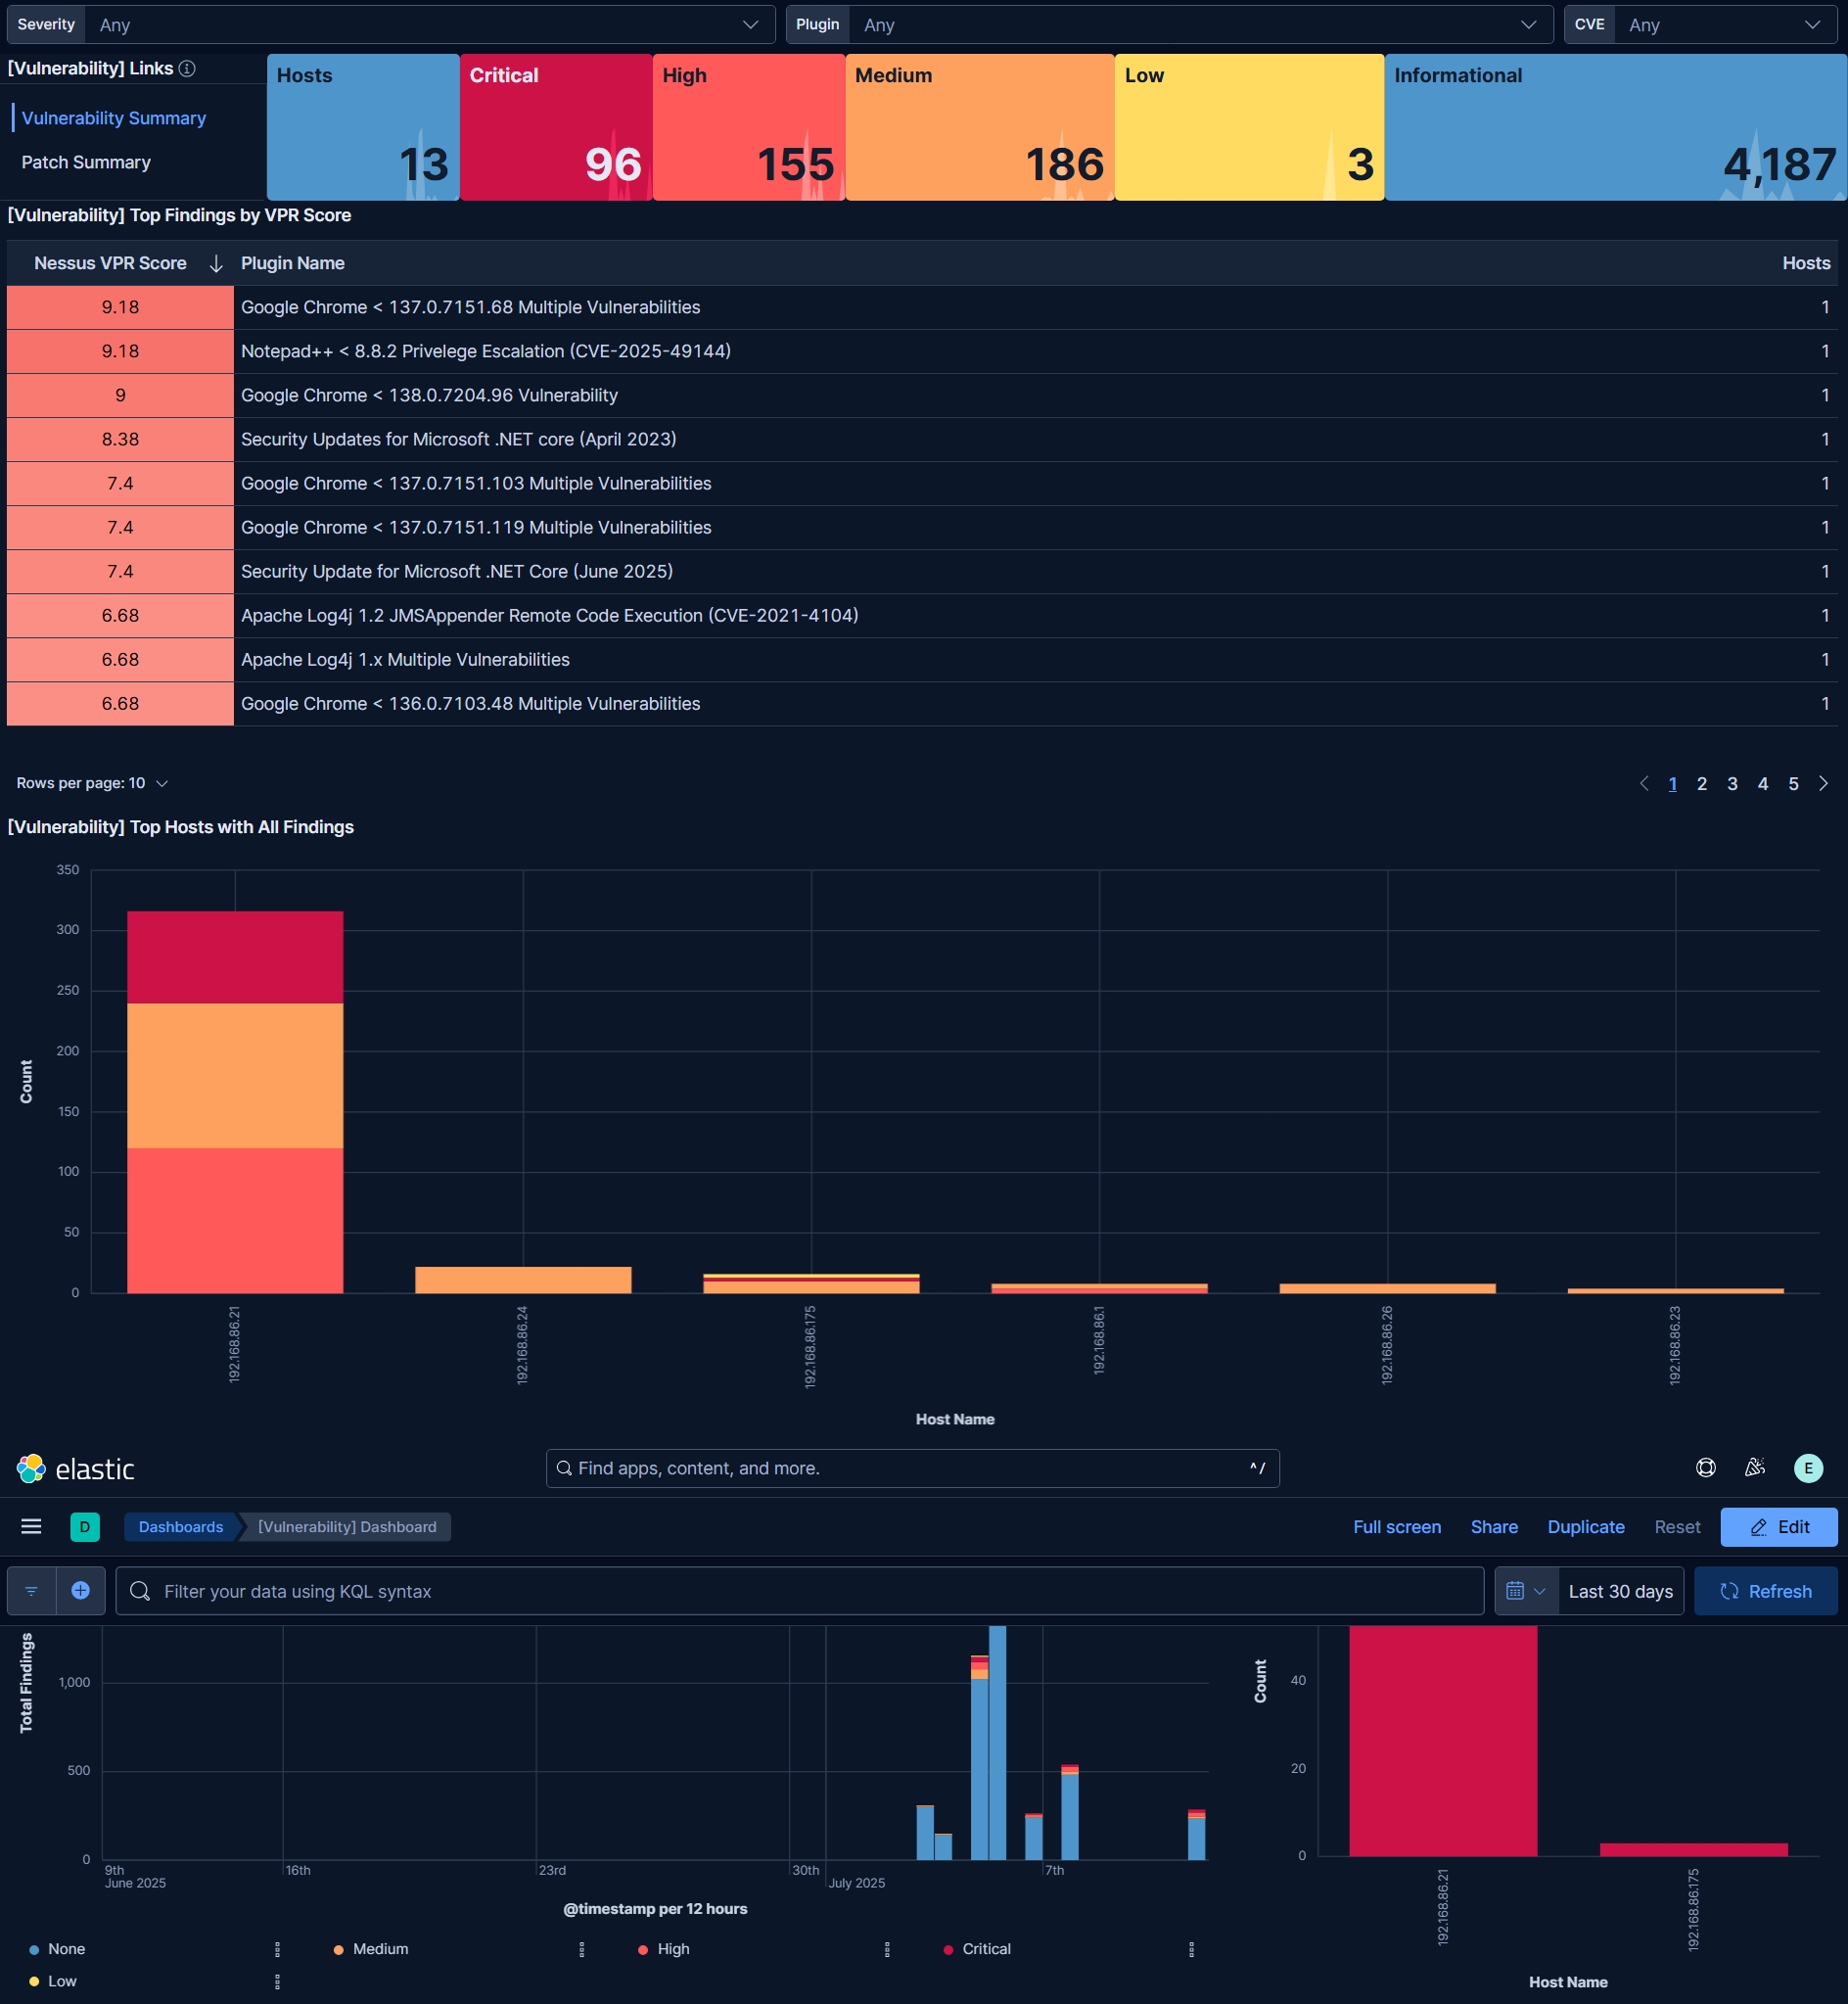 Severity Any Plugin Any CVE Any
[Vulnerability] Links
Vulnerability Summary
Patch Summary
Hosts
13
Critical
96
High
155
Medium
186
Low
3
Informational
4,187
[Vulnerability] Top Findings by VPR Score
Nessus VPR Score Plugin Name Hosts
9.18 Google Chrome < 137.0.7151.68 Multiple Vulnerabilities 1
9.18 Notepad++ < 8.8.2 Privelege Escalation (CVE-2025-49144) 1
9 Google Chrome < 138.0.7204.96 Vulnerability 1
8.38 Security Updates for Microsoft .NET core (April 2023) 1
7.4 Google Chrome < 137.0.7151.103 Multiple Vulnerabilities 1
7.4 Google Chrome < 137.0.7151.119 Multiple Vulnerabilities 1
7.4 Security Update for Microsoft .NET Core (June 2025) 1
6.68 Apache Log4j 1.2 JMSAppender Remote Code Execution (CVE-2021-4104) 1
6.68 Apache Log4j 1.x Multiple Vulnerabilities 1
6.68 Google Chrome < 136.0.7103.48 Multiple Vulnerabilities 1
Rows per page: 10 1 2 3 4 5
[Vulnerability] Top Hosts with All Findings
Count
350
300
250
200
150
100
50
0
192.168.86.21
192.168.86.24
192.168.86.175
192.168.86.1
192.168.86.26
192.168.86.23
Host Name
elastic Find apps, content, and more. ^/ E
D Dashboards [Vulnerability] Dashboard Full screen Share Duplicate Reset Edit
Filter your data using KQL syntax Last 30 days Refresh
Total Findings
1,000
500
0
9th
June 2025
16th
23rd
30th
July 2025
7th
@timestamp per 12 hours
None Medium High Critical
Low
Count
40
20
0
192.168.86.21
192.168.86.175
Host Name